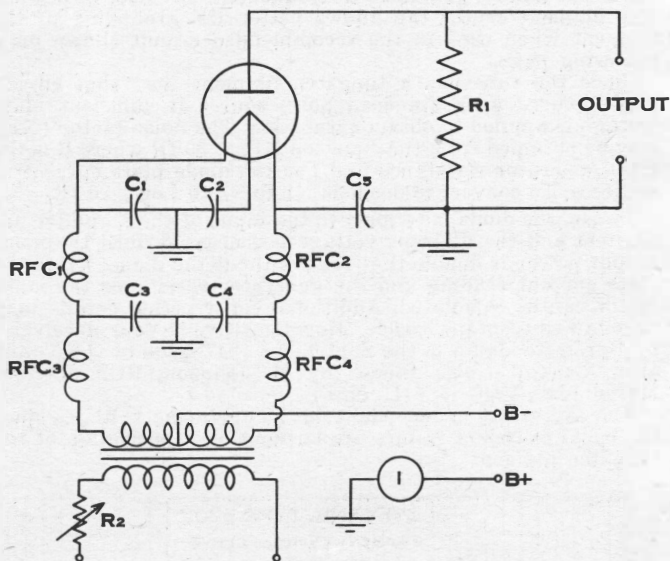 R1
OUTPUT
C1
C2
C5
RFC1
RFC2
C3
C4
RFC3
RFC4
B-
I
B+
R2